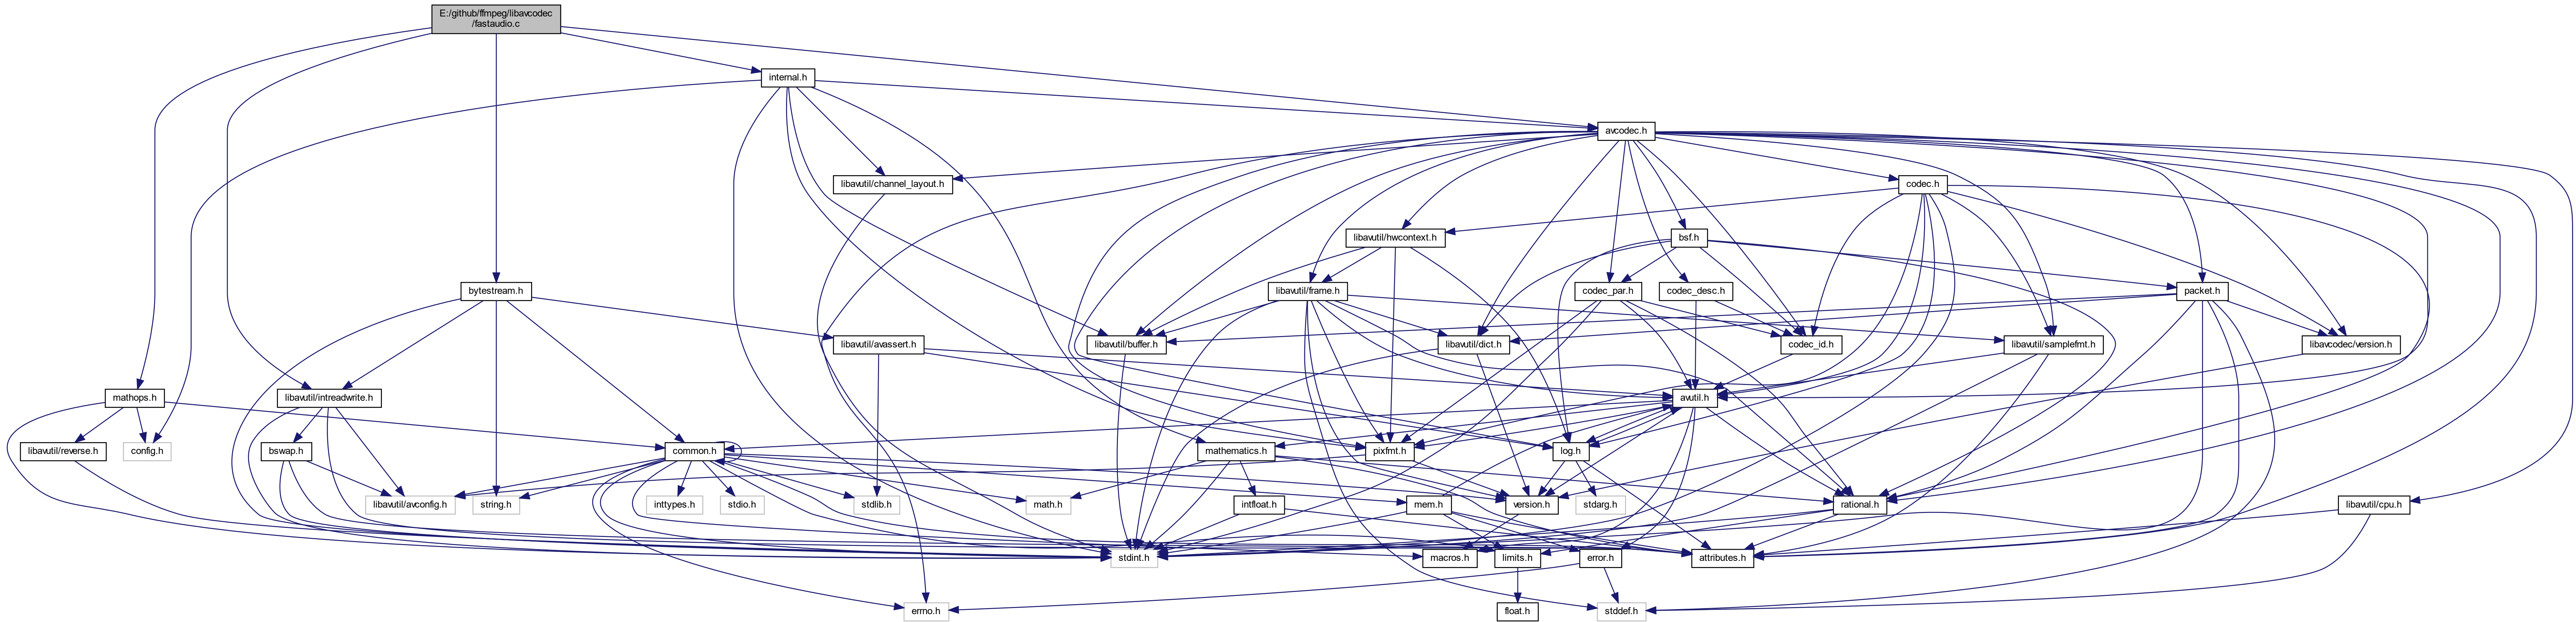 E:/github/ffmpeg/libavcodec
/fastaudio.c
internal.h
avcodec.h
libavutil/channel_layout.h
codec.h
libavutil/hwcontext.h
bsf.h
bytestream.h
libavutil/frame.h
codec_par.h
codec_desc.h
packet.h
libavutil/avassert.h
libavutil/buffer.h
libavutil/dict.h
codec_id.h
libavutil/samplefmt.h
libavcodec/version.h
mathops.h
libavutil/intreadwrite.h
avutil.h
libavutil/reverse.h
config.h
bswap.h
common.h
mathematics.h
pixfmt.h
log.h
libavutil/avconfig.h
string.h
inttypes.h
stdio.h
stdlib.h
math.h
intfloat.h
mem.h
version.h
stdarg.h
rational.h
libavutil/cpu.h
stdint.h
macros.h
limits.h
error.h
attributes.h
errno.h
float.h
stddef.h